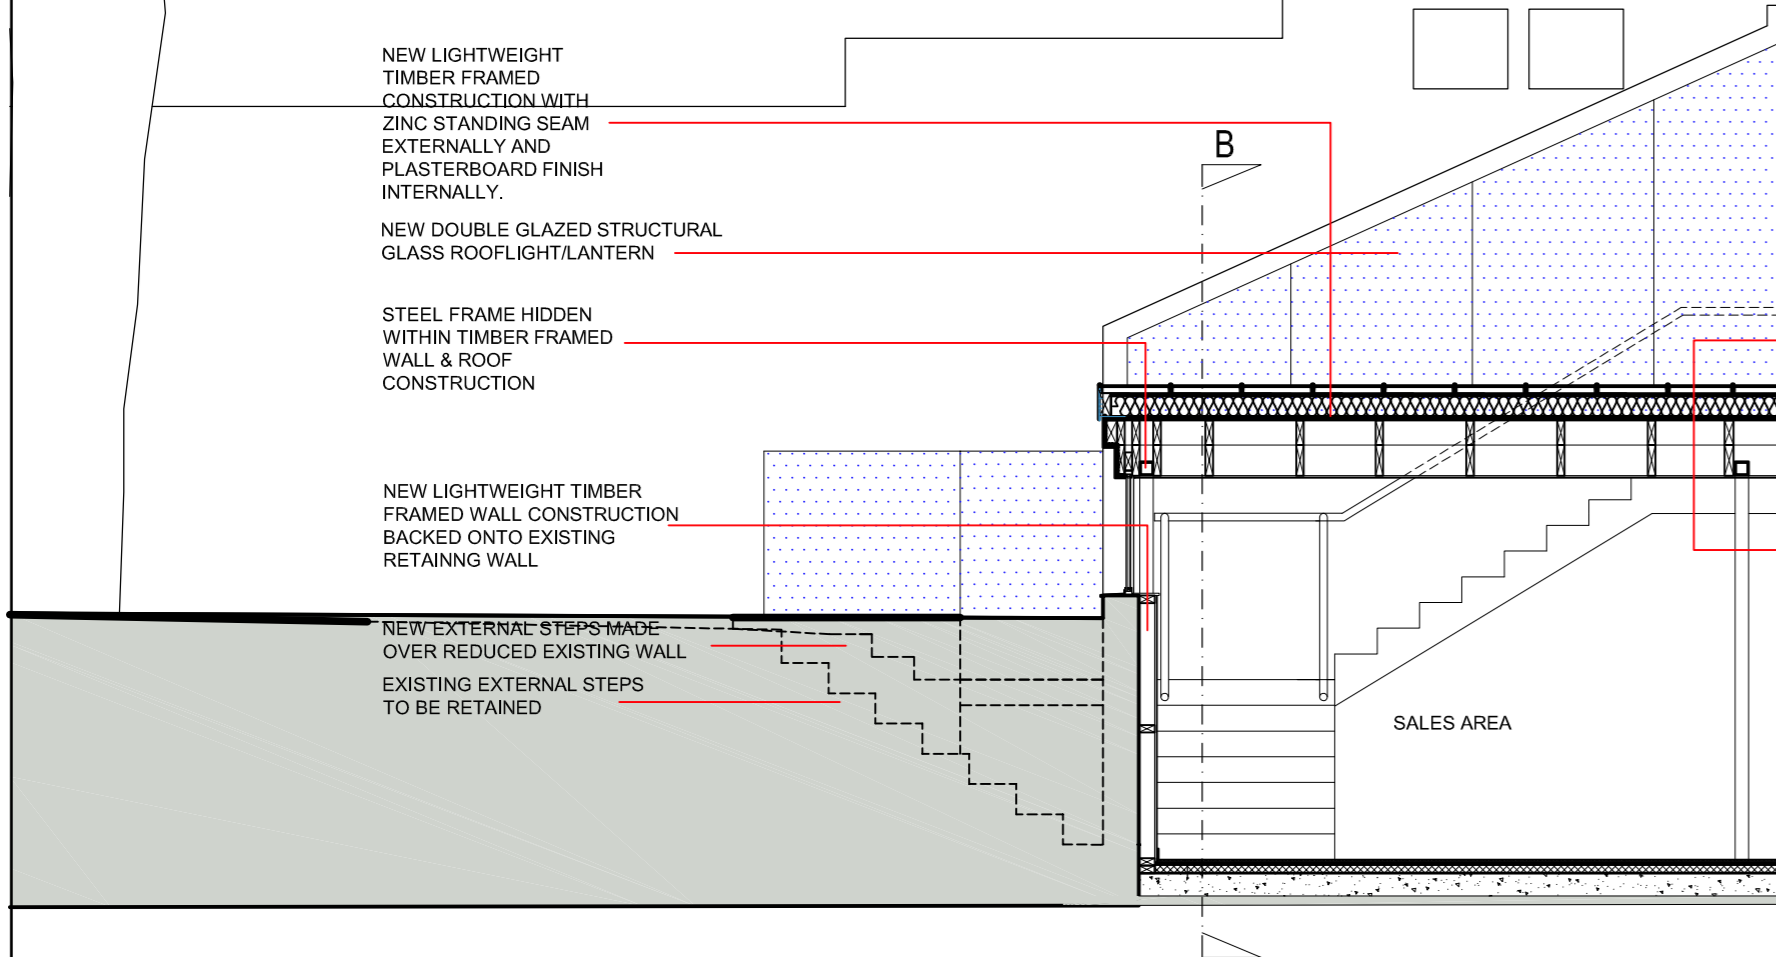 NEW LIGHTWEIGHT
TIMBER FRAMED
CONSTRUCTION WITH
ZINC STANDING SEAM
EXTERNALLY AND
PLASTERBOARD FINISH
INTERNALLY.
B
NEW DOUBLE GLAZED STRUCTURAL
GLASS ROOFLIGHT/LANTERN
STEEL FRAME HIDDEN
WITHIN TIMBER FRAMED
WALL & ROOF
CONSTRUCTION
NEW LIGHTWEIGHT TIMBER
FRAMED WALL CONSTRUCTION
BACKED ONTO EXISTING
RETAINNG WALL
NEW EXTERNAL STEPS MADE
OVER REDUCED EXISTING WALL
EXISTING EXTERNAL STEPS
TO BE RETAINED
SALES AREA